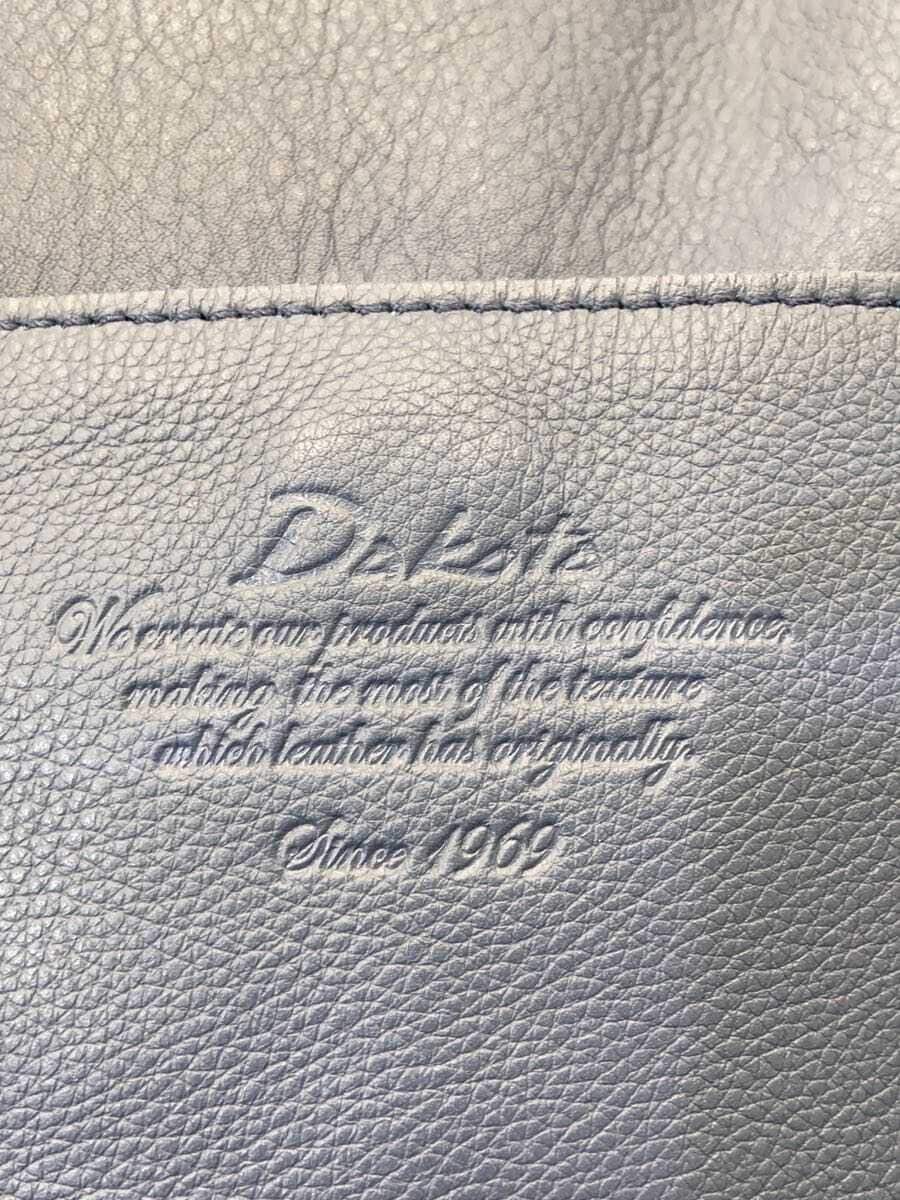 Dakota
We create our products with confidence,
making the most of the texture
which leather has originally.
Since 1969